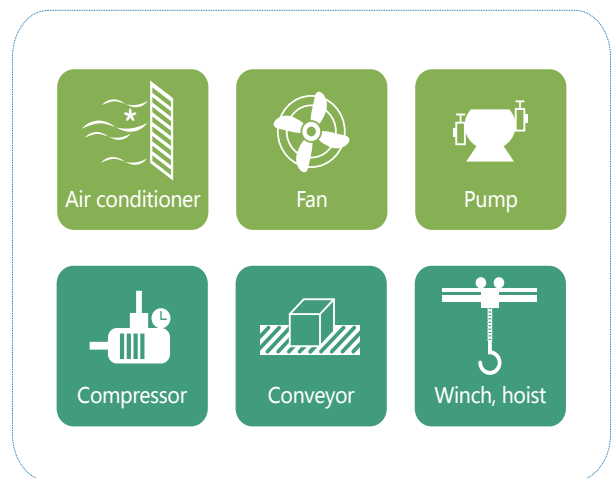 Air conditioner
Fan
Pump
Compressor
Conveyor
Winch, hoist